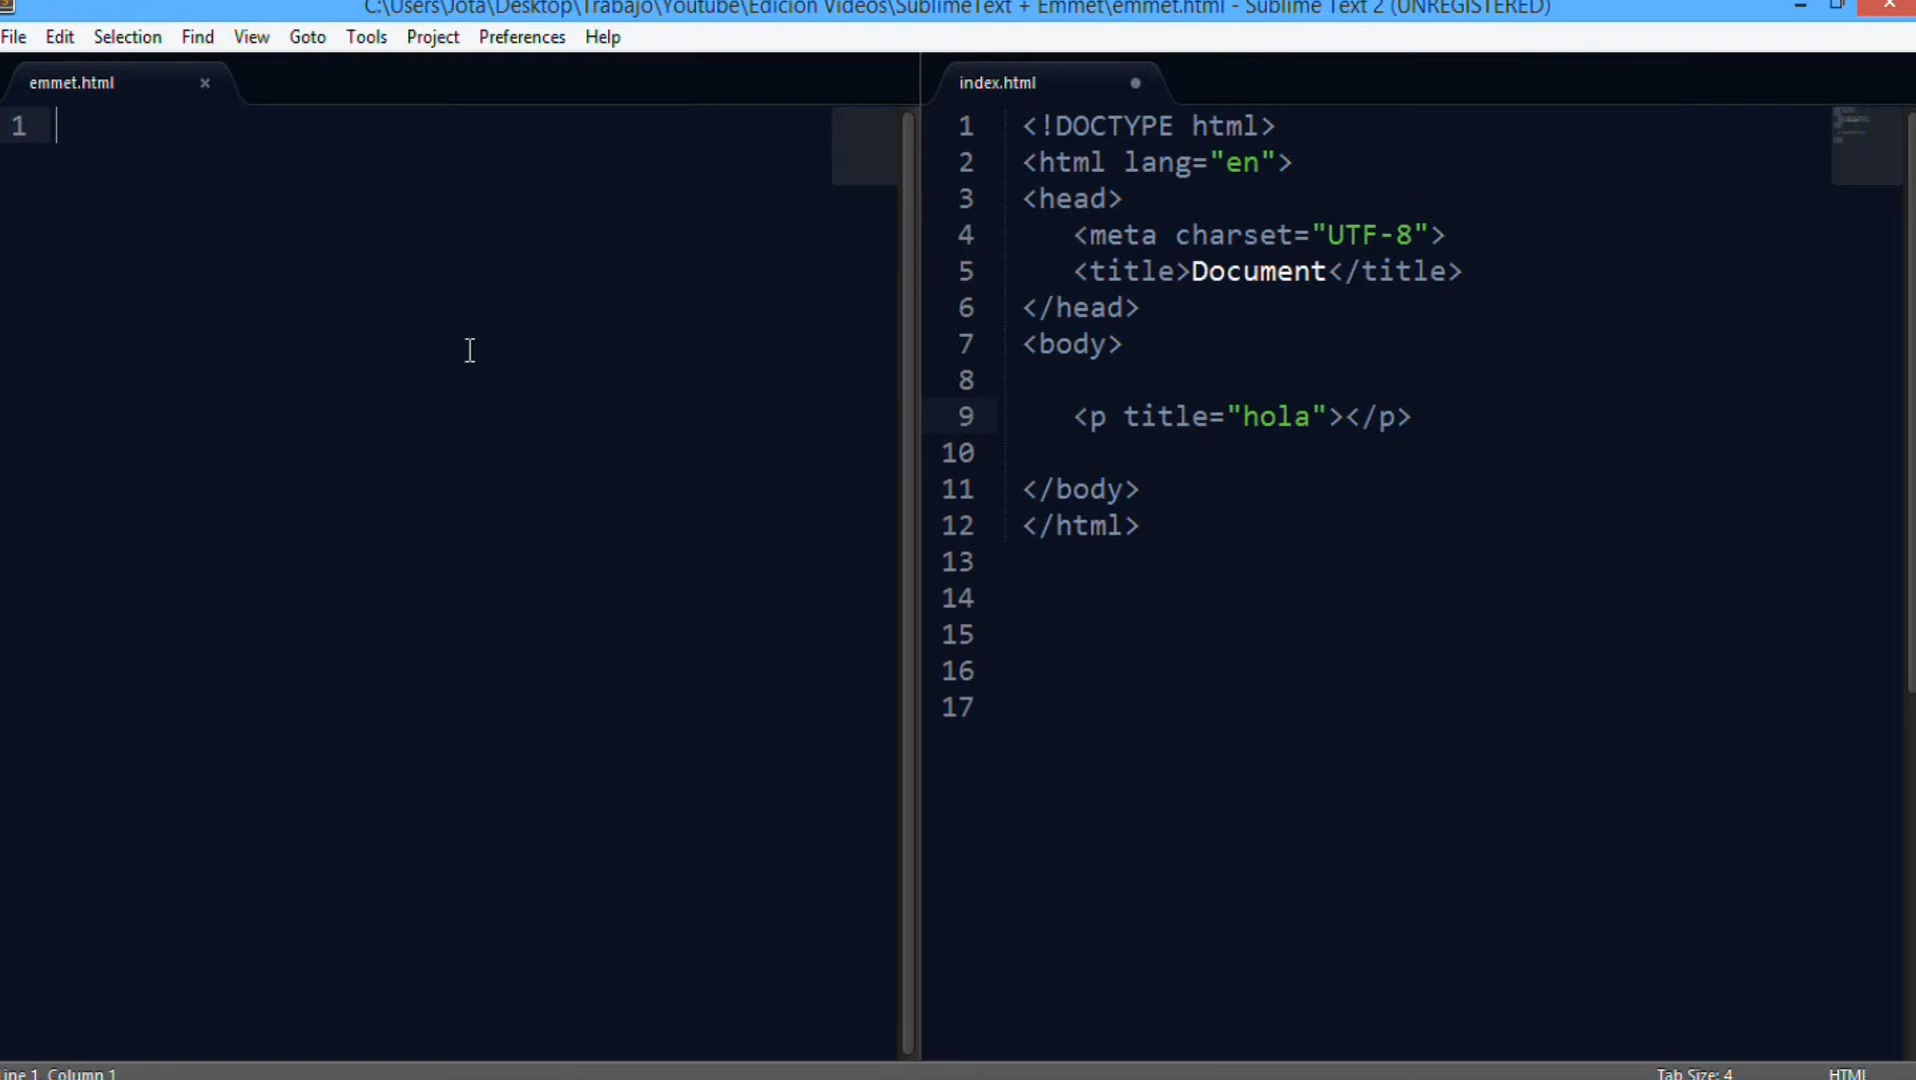 C:\Users\Jota\Desktop\Trabajo\Youtube\Edicion Videos\SublimeText + Emmet\emmet.html - Sublime Text 2 (UNREGISTERED)
File Edit Selection Find View Goto Tools Project Preferences Help
emmet.html
1
index.html
1 <!DOCTYPE html>
2 <html lang="en">
3 <head>
4 <meta charset="UTF-8">
5 <title>Document</title>
6 </head>
7 <body>
8
9 <p title="hola"></p>
10
11 </body>
12 </html>
13
14
15
16
17
ine 1, Column 1
Tab Size: 4 HTML